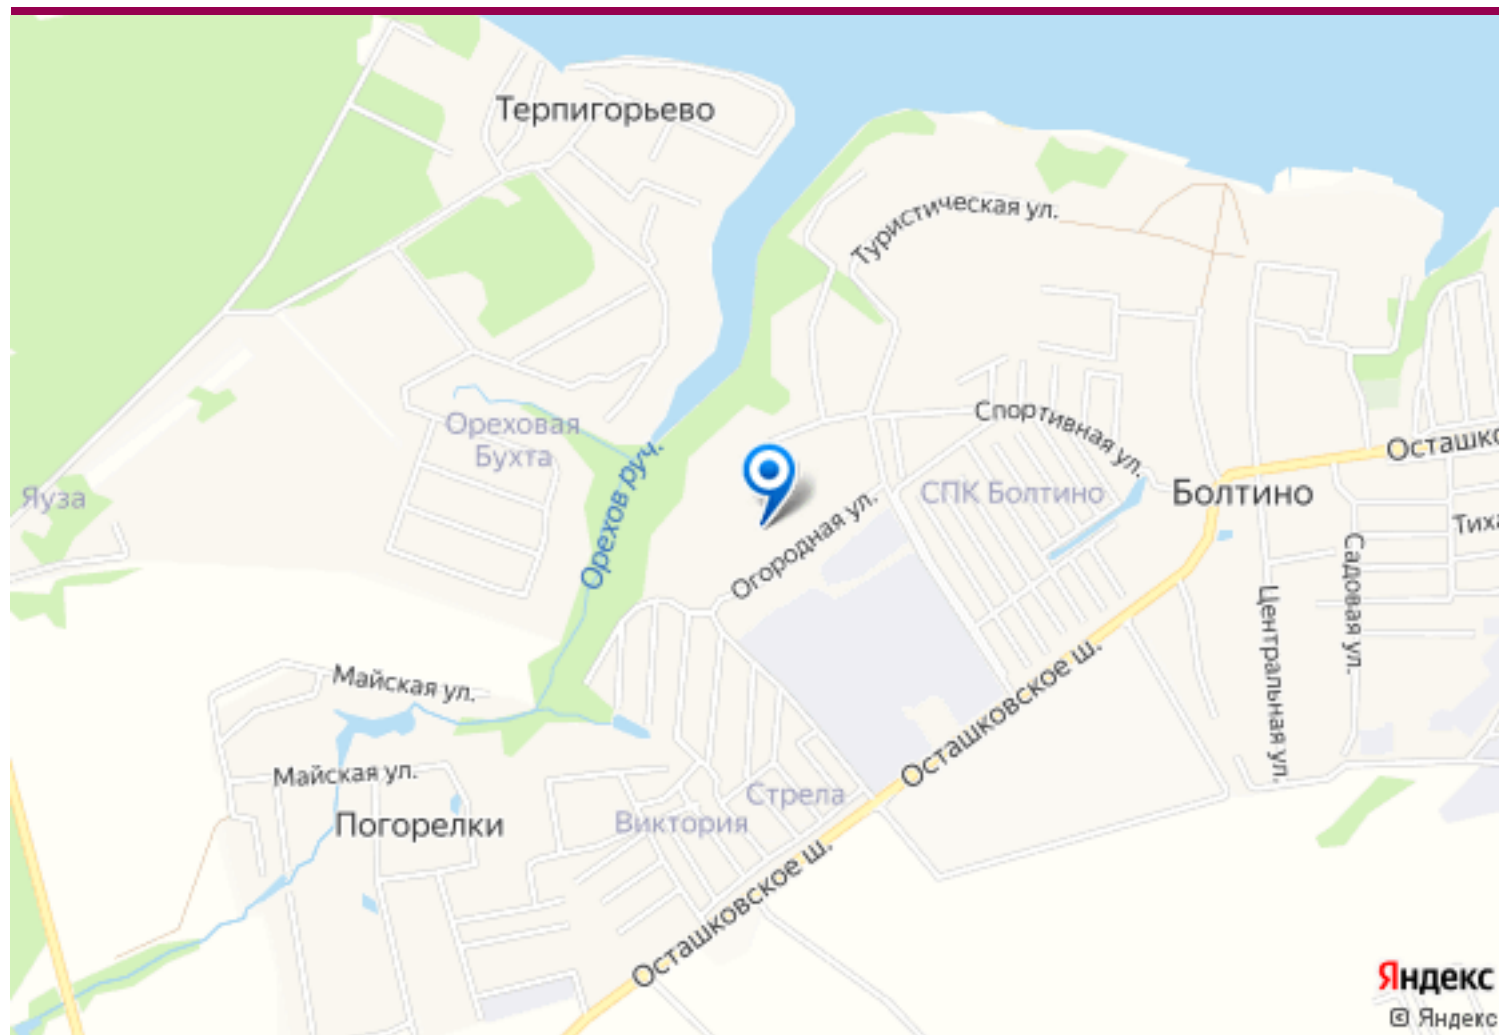 Терпигорьево
Туристическая ул.
Ореховая
Бухта
Спортивная ул.
Осташко
Орехов руч.
Яуза
СПК Болтино
Болтино
Огородная ул.
Тиха
Садовая ул.
Центральная ул.
Майская ул.
Осташковское ш.
Майская ул.
Стрела
Погорелки
Виктория
Осташковское ш.
Яндекс
© Яндекс